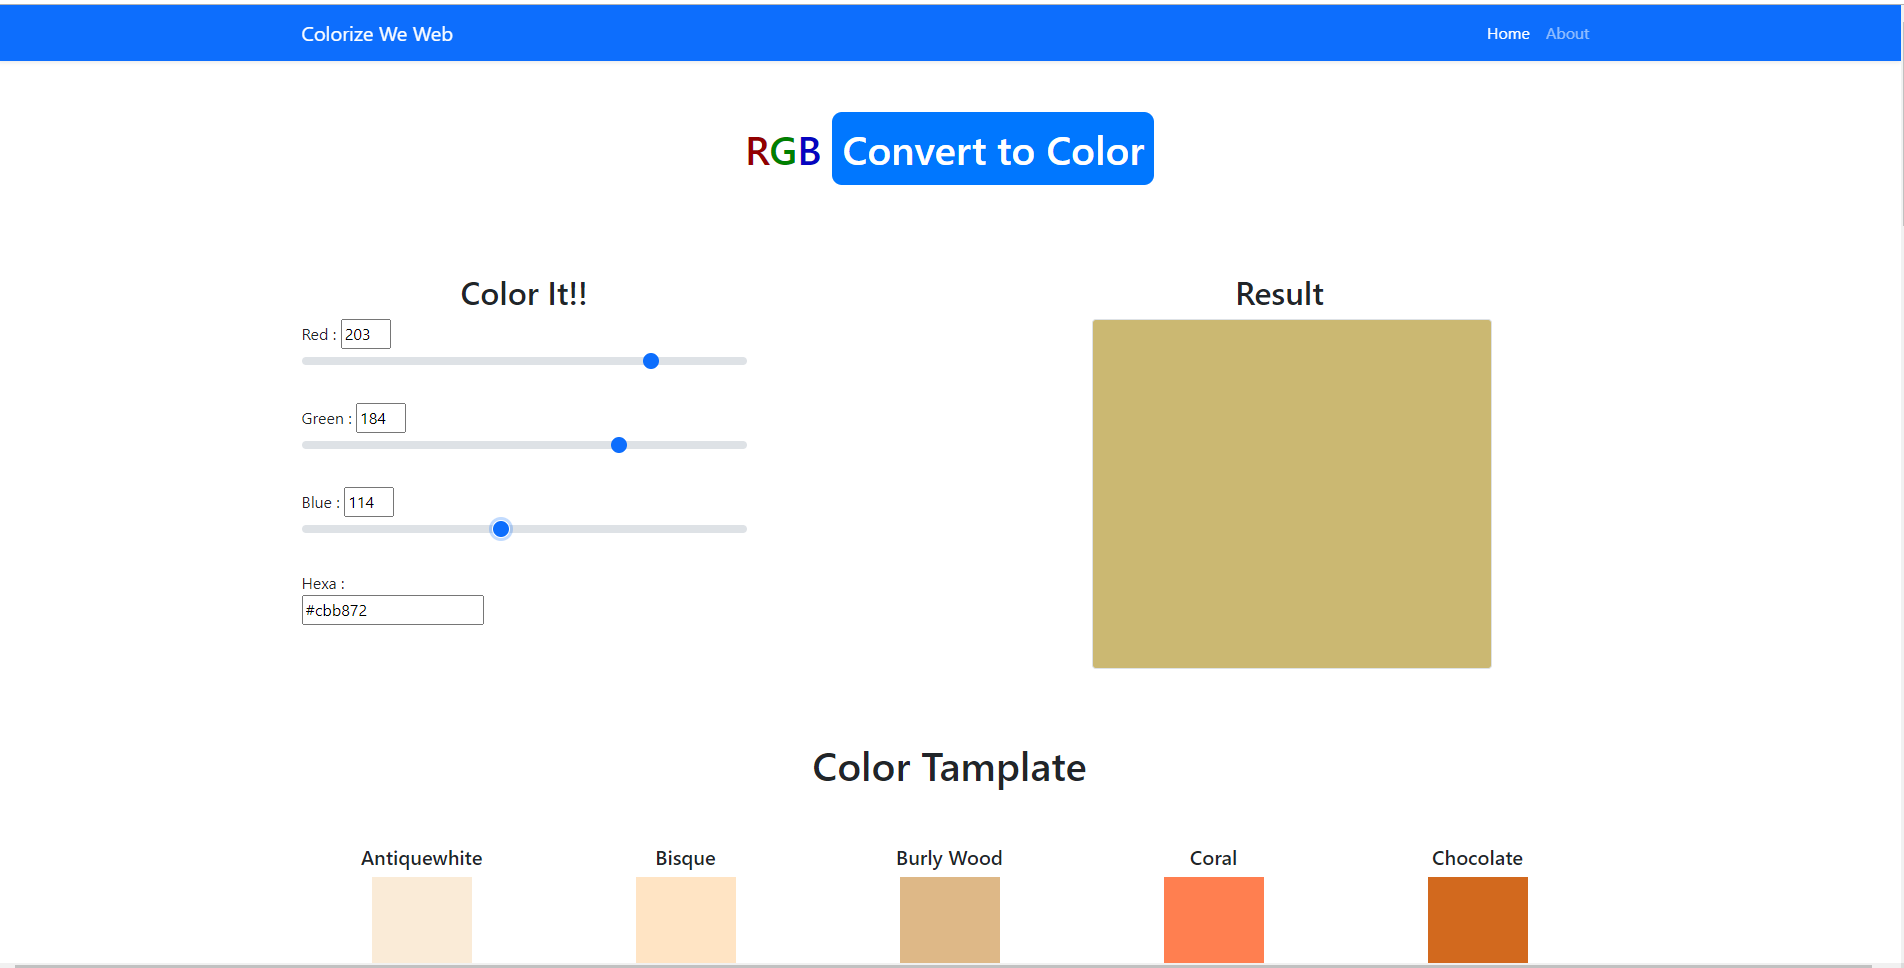 Colorize We Web
Home About
RGB Convert to Color
Color It!!
Red : 203
Green : 184
Blue : 114
Hexa :
#cbb872
Result
Color Tamplate
Antiquewhite Bisque Burly Wood Coral Chocolate